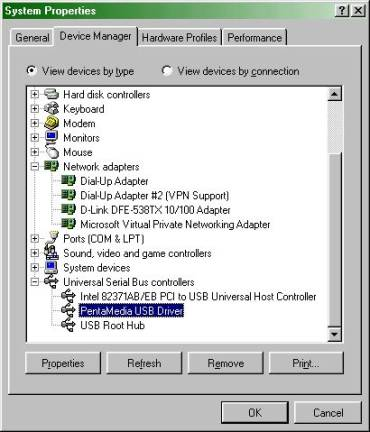 System Properties
General Device Manager Hardware Profiles Performance
View devices by type View devices by connection
Hard disk controllers
Keyboard
Modem
Monitors
Mouse
Network adapters
Dial-Up Adapter
Dial-Up Adapter #2 (VPN Support)
D-Link DFE-538TX 10/100 Adapter
Microsoft Virtual Private Networking Adapter
Ports (COM & LPT)
Sound, video and game controllers
System devices
Universal Serial Bus controllers
Intel 82371AB/EB PCI to USB Universal Host Controller
PentaMedia USB Driver
USB Root Hub
Properties Refresh Remove Print...
OK Cancel